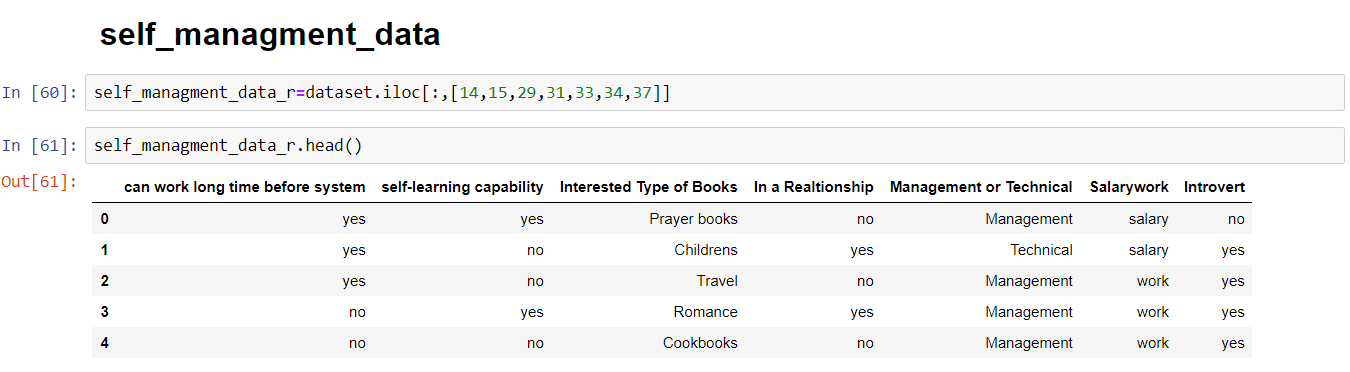 self_managment_data
In [60]: self_managment_data_r=dataset.iloc[:,[14,15,29,31,33,34,37]]
In [61]: self_managment_data_r.head()
Out[61]:
can work long time before system self-learning capability Interested Type of Books In a Realtionship Management or Technical Salarywork Introvert
0 yes yes Prayer books no Management salary no
1 yes no Childrens yes Technical salary yes
2 yes no Travel no Management work yes
3 no yes Romance yes Management work yes
4 no no Cookbooks no Management work yes